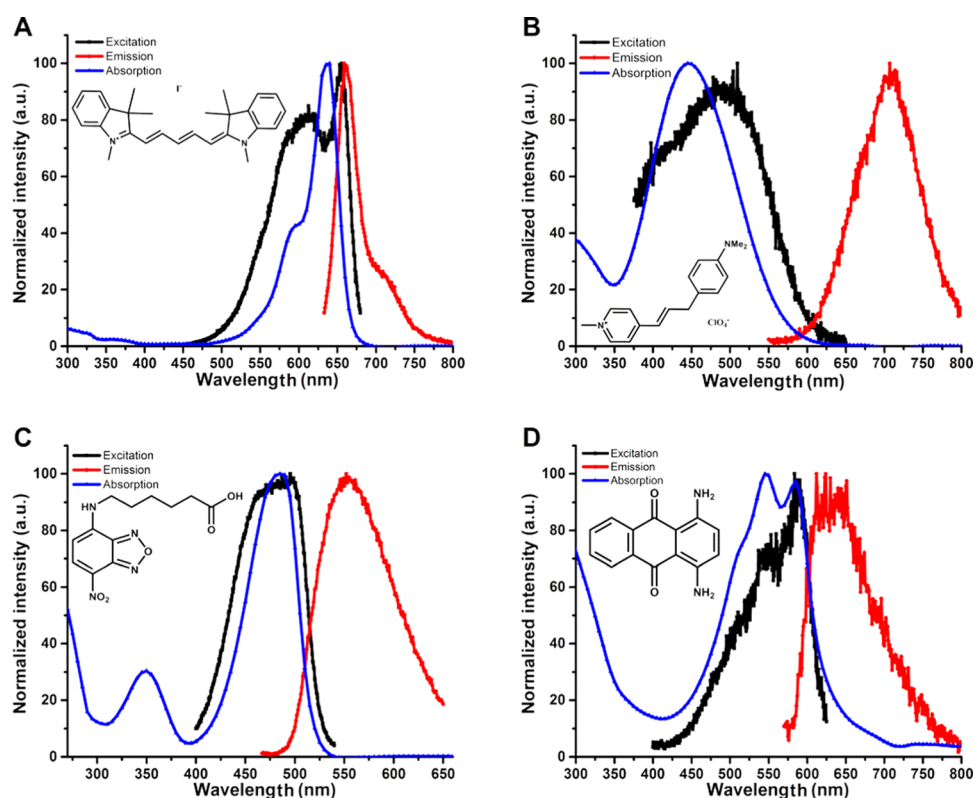 A
Excitation
Emission
Absorption
I-
N+
N
Normalized intensity (a.u.)
0
20
40
60
80
100
300 350 400 450 500 550 600 650 700 750 800
Wavelength (nm)
B
Excitation
Emission
Absorption
NMe2
ClO4-
N+
Normalized intensity (a.u.)
0
20
40
60
80
100
300 350 400 450 500 550 600 650 700 750 800
Wavelength (nm)
C
Excitation
Emission
Absorption
OH
O
HN
N
O
N
NO2
Normalized intensity (a.u.)
0
20
40
60
80
100
300 350 400 450 500 550 600 650
Wavelength (nm)
D
Excitation
Emission
Absorption
O
NH2
O
NH2
Normalized intensity (a.u.)
0
20
40
60
80
100
300 350 400 450 500 550 600 650 700 750 800
Wavelength (nm)